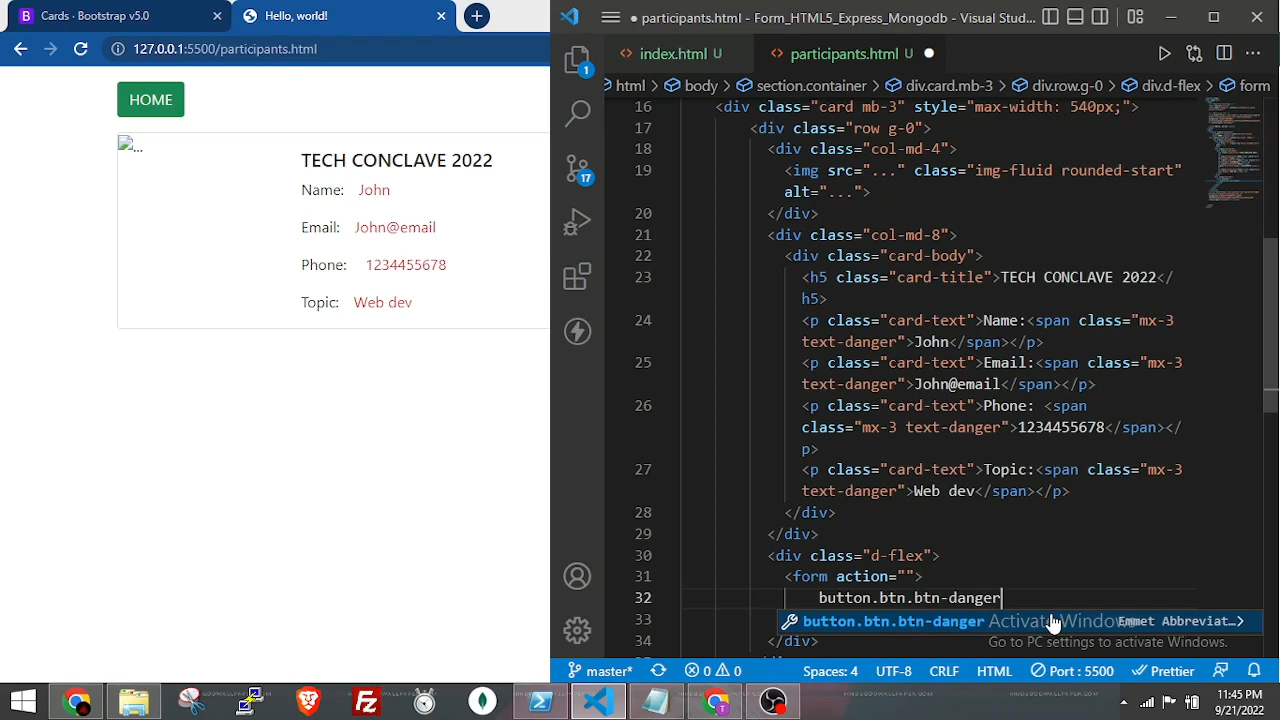 Cards · Bootstrap v5.0
Hello, world!
participants.html - Form_HTML5_Express_Mongodb - Visual Stud...
127.0.0.1:5500/participants.html
index.html U
participants.html U
html > body > section.container > div.card.mb-3 > div.row.g-0 > div.d-flex > form
HOME
...
TECH CONCLAVE 2022
Name: John
Email: John@email
Phone: 1234455678
Topic: Web dev
1
17
16 <div class="card mb-3" style="max-width: 540px;">
17 <div class="row g-0">
18 <div class="col-md-4">
19 <img src="..." class="img-fluid rounded-start"
alt="...">
20 </div>
21 <div class="col-md-8">
22 <div class="card-body">
23 <h5 class="card-title">TECH CONCLAVE 2022</
h5>
24 <p class="card-text">Name:<span class="mx-3
text-danger">John</span></p>
25 <p class="card-text">Email:<span class="mx-3
text-danger">John@email</span></p>
26 <p class="card-text">Phone: <span
class="mx-3 text-danger">1234455678</span></
p>
27 <p class="card-text">Topic:<span class="mx-3
text-danger">Web dev</span></p>
28 </div>
29 </div>
30 <div class="d-flex">
31 <form action="">
32 button.btn.btn-danger
33 button.btn.btn-danger Emmet Abbreviat...>
Activate Windows
34 </div>
Go to PC settings to activate Windows.
master* 0 0 Spaces: 4 UTF-8 CRLF HTML Port : 5500 Prettier
11:45 PM
9/21/2022